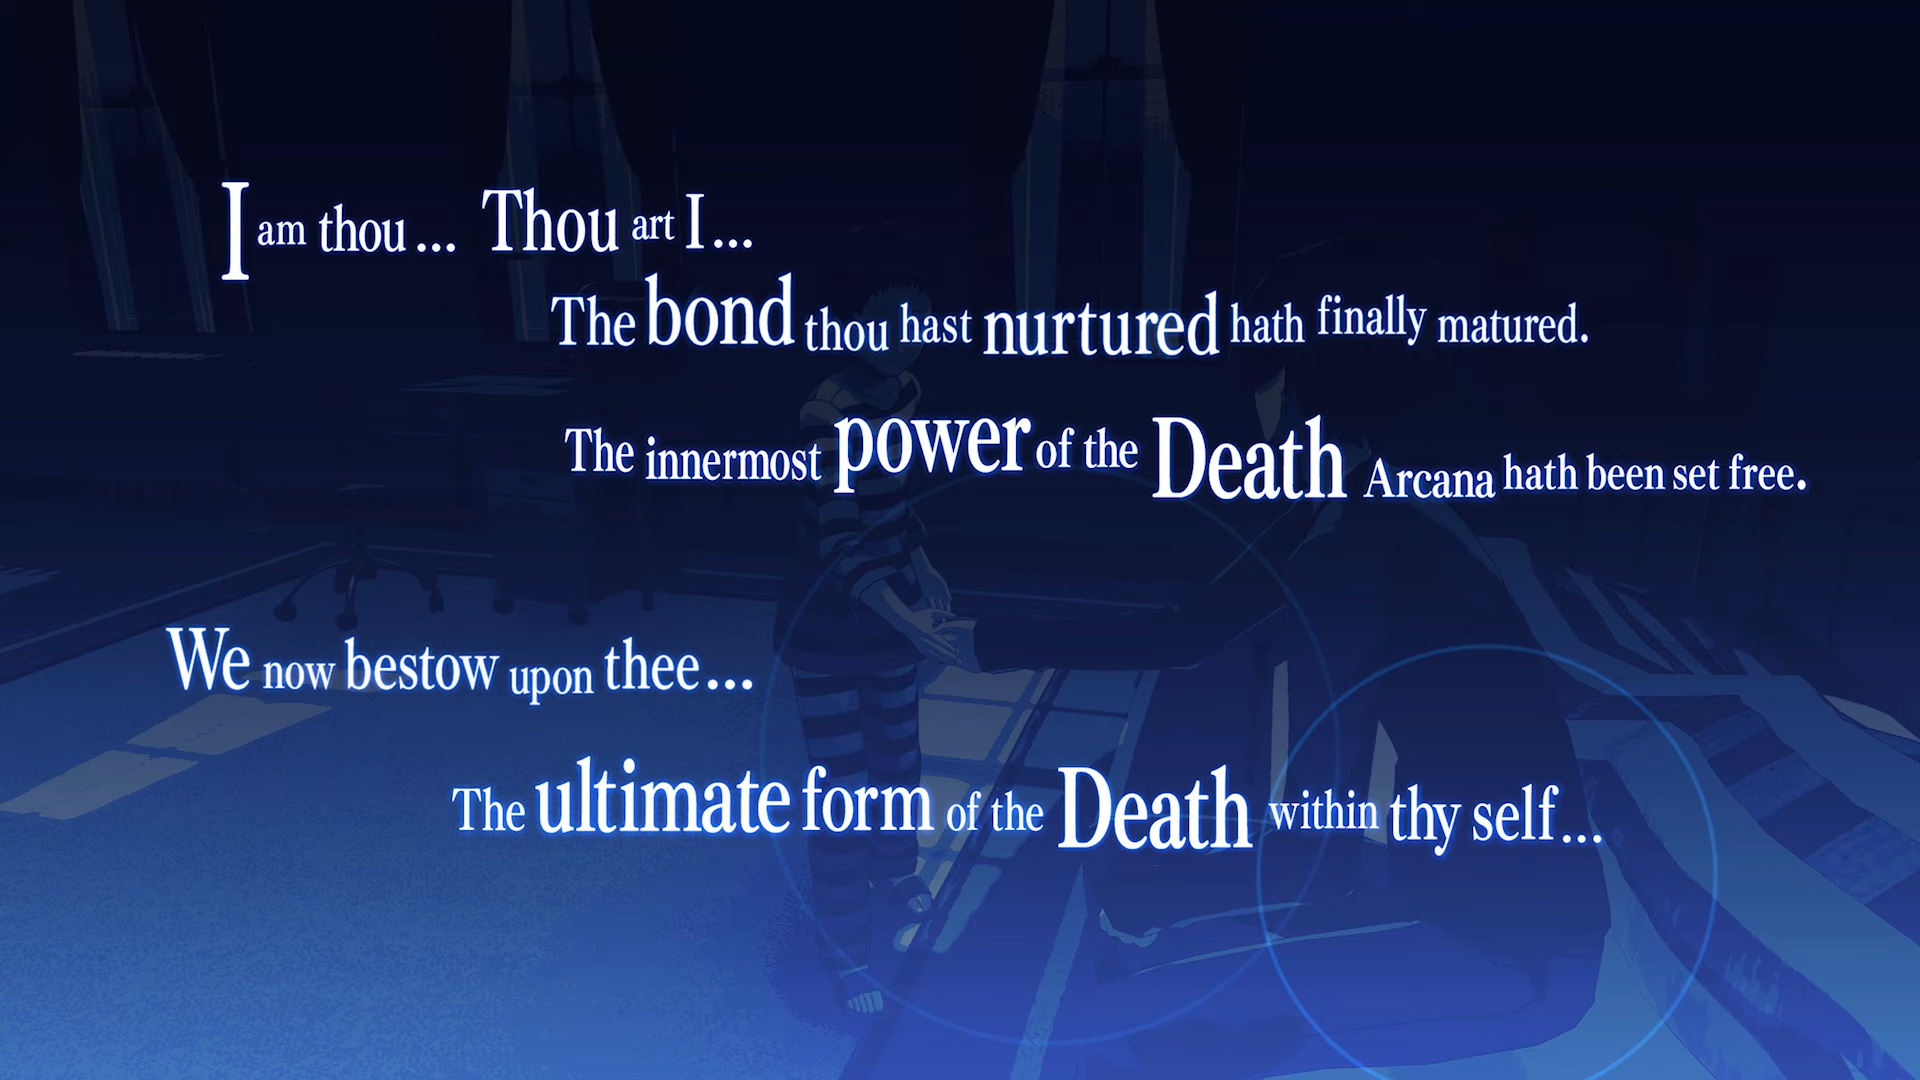 I am thou... Thou art I...
The bond thou hast nurtured hath finally matured.
The innermost power of the Death Arcana hath been set free.
We now bestow upon thee...
The ultimate form of the Death within thy self...